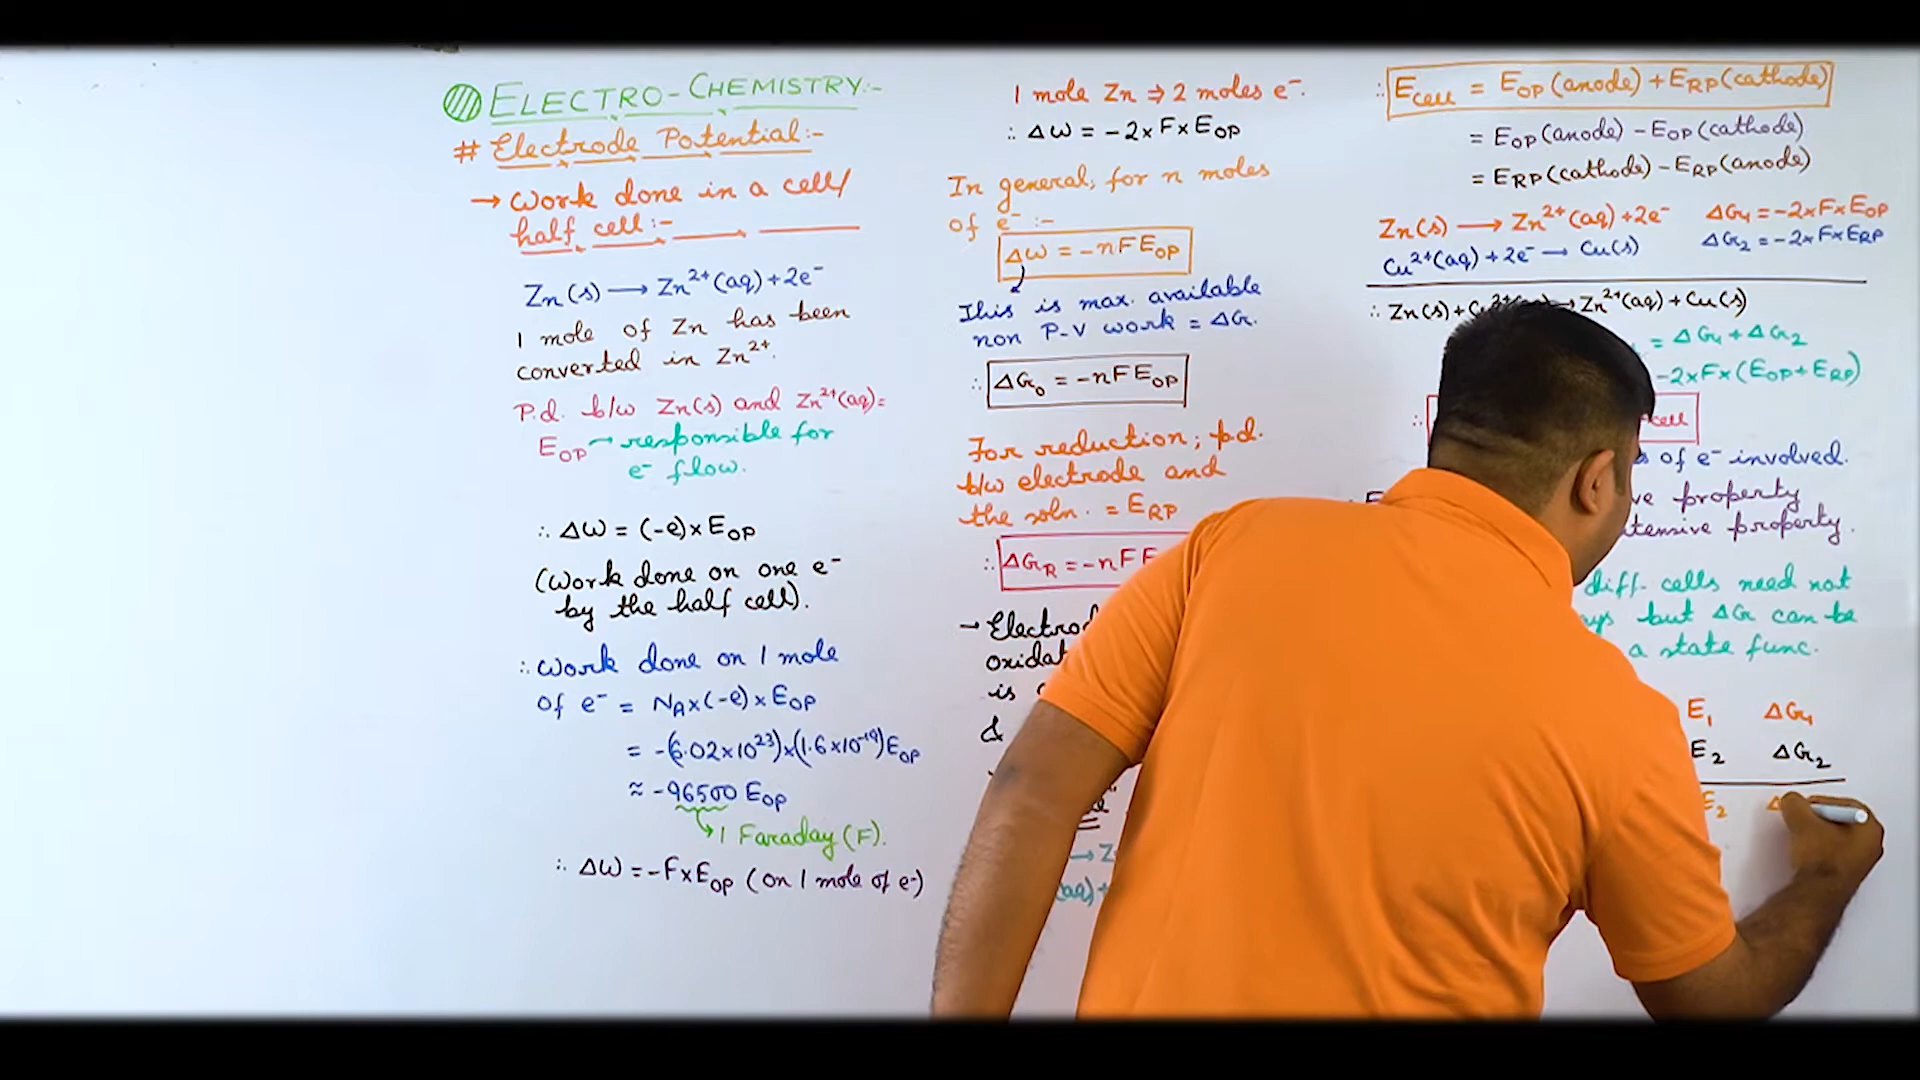 ELECTRO-CHEMISTRY:-
# Electrode Potential:-
→ Work done in a cell/
half cell:-
Zn(s) → Zn²⁺(aq)+2e⁻
1 mole of Zn has been
converted in Zn²⁺.
P.d. b/w Zn(s) and Zn²⁺(aq)=
E_OP → responsible for
e⁻ flow.
∴ ΔW = (-e)×E_OP
(Work done on one e⁻
by the half cell).
∴ Work done on 1 mole
of e⁻ = N_A×(-e)×E_OP
= -(6.02×10²³)×(1.6×10⁻¹⁹)E_OP
≈ -96500 E_OP
↳ 1 Faraday (F).
∴ ΔW = -F×E_OP (on 1 mole of e⁻)
1 mole Zn ⇒ 2 moles e⁻.
∴ ΔW = -2×F×E_OP
In general, for n moles
of e⁻ :-
ΔW = -nFE_OP
This is max. available
non P-V work = ΔG.
∴ ΔG_O = -nFE_OP
For reduction; p.d.
b/w electrode and
the soln. = E_RP
∴ ΔG_R = -nF
→
is
&
→ Z
(aq)+
∴ E_cell = E_OP(anode) + E_RP(cathode)
= E_OP(anode) - E_OP(cathode)
= E_RP(cathode) - E_RP(anode)
Zn(s) → Zn²⁺(aq)+2e⁻ ΔG₁ = -2×F×E_OP
Cu²⁺(aq) + 2e⁻ → Cu(s) ΔG₂ = -2×F×E_RP
∴ Zn(s)+ → Zn²⁺(aq) + Cu(s)
= ΔG₁ + ΔG₂
-2×F×(E_OP+E_RP)
∴ cell
of e⁻ involved.
property
property.
diff. cells need not
but ΔG can be
a state func.
E₁ ΔG₁
E₂ ΔG₂
E₂